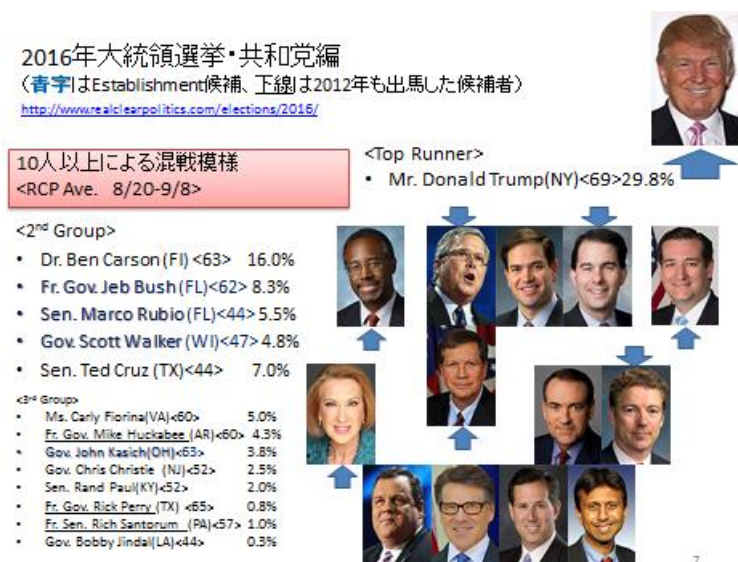 2016年大統領選挙・共和党編
（青字はEstablishment候補、下線は2012年も出馬した候補者）
http://www.realclearpolitics.com/elections/2016/
10人以上による混戦模様
<RCP Ave. 8/20-9/8>
<Top Runner>
• Mr. Donald Trump(NY)<69>29.8%
<2nd Group>
• Dr. Ben Carson(Fl) <63> 16.0%
• Fr. Gov. Jeb Bush (FL)<62> 8.3%
• Sen. Marco Rubio (FL)<44> 5.5%
• Gov. Scott Walker (WI)<47> 4.8%
• Sen. Ted Cruz (TX)<44> 7.0%
<3rd Group>
• Ms. Carly Fiorina(VA)<60> 5.0%
• Fr. Gov. Mike Huckabee (AR)<60> 4.3%
• Gov. John Kasich(OH)<63> 3.8%
• Gov. Chris Christie (NJ)<52> 2.5%
• Sen. Rand Paul(KY)<52> 2.0%
• Fr. Gov. Rick Perry (TX) <65> 0.8%
• Fr. Sen. Rich Santorum (PA)<57> 1.0%
• Gov. Bobby Jindal(LA)<44> 0.3%
7